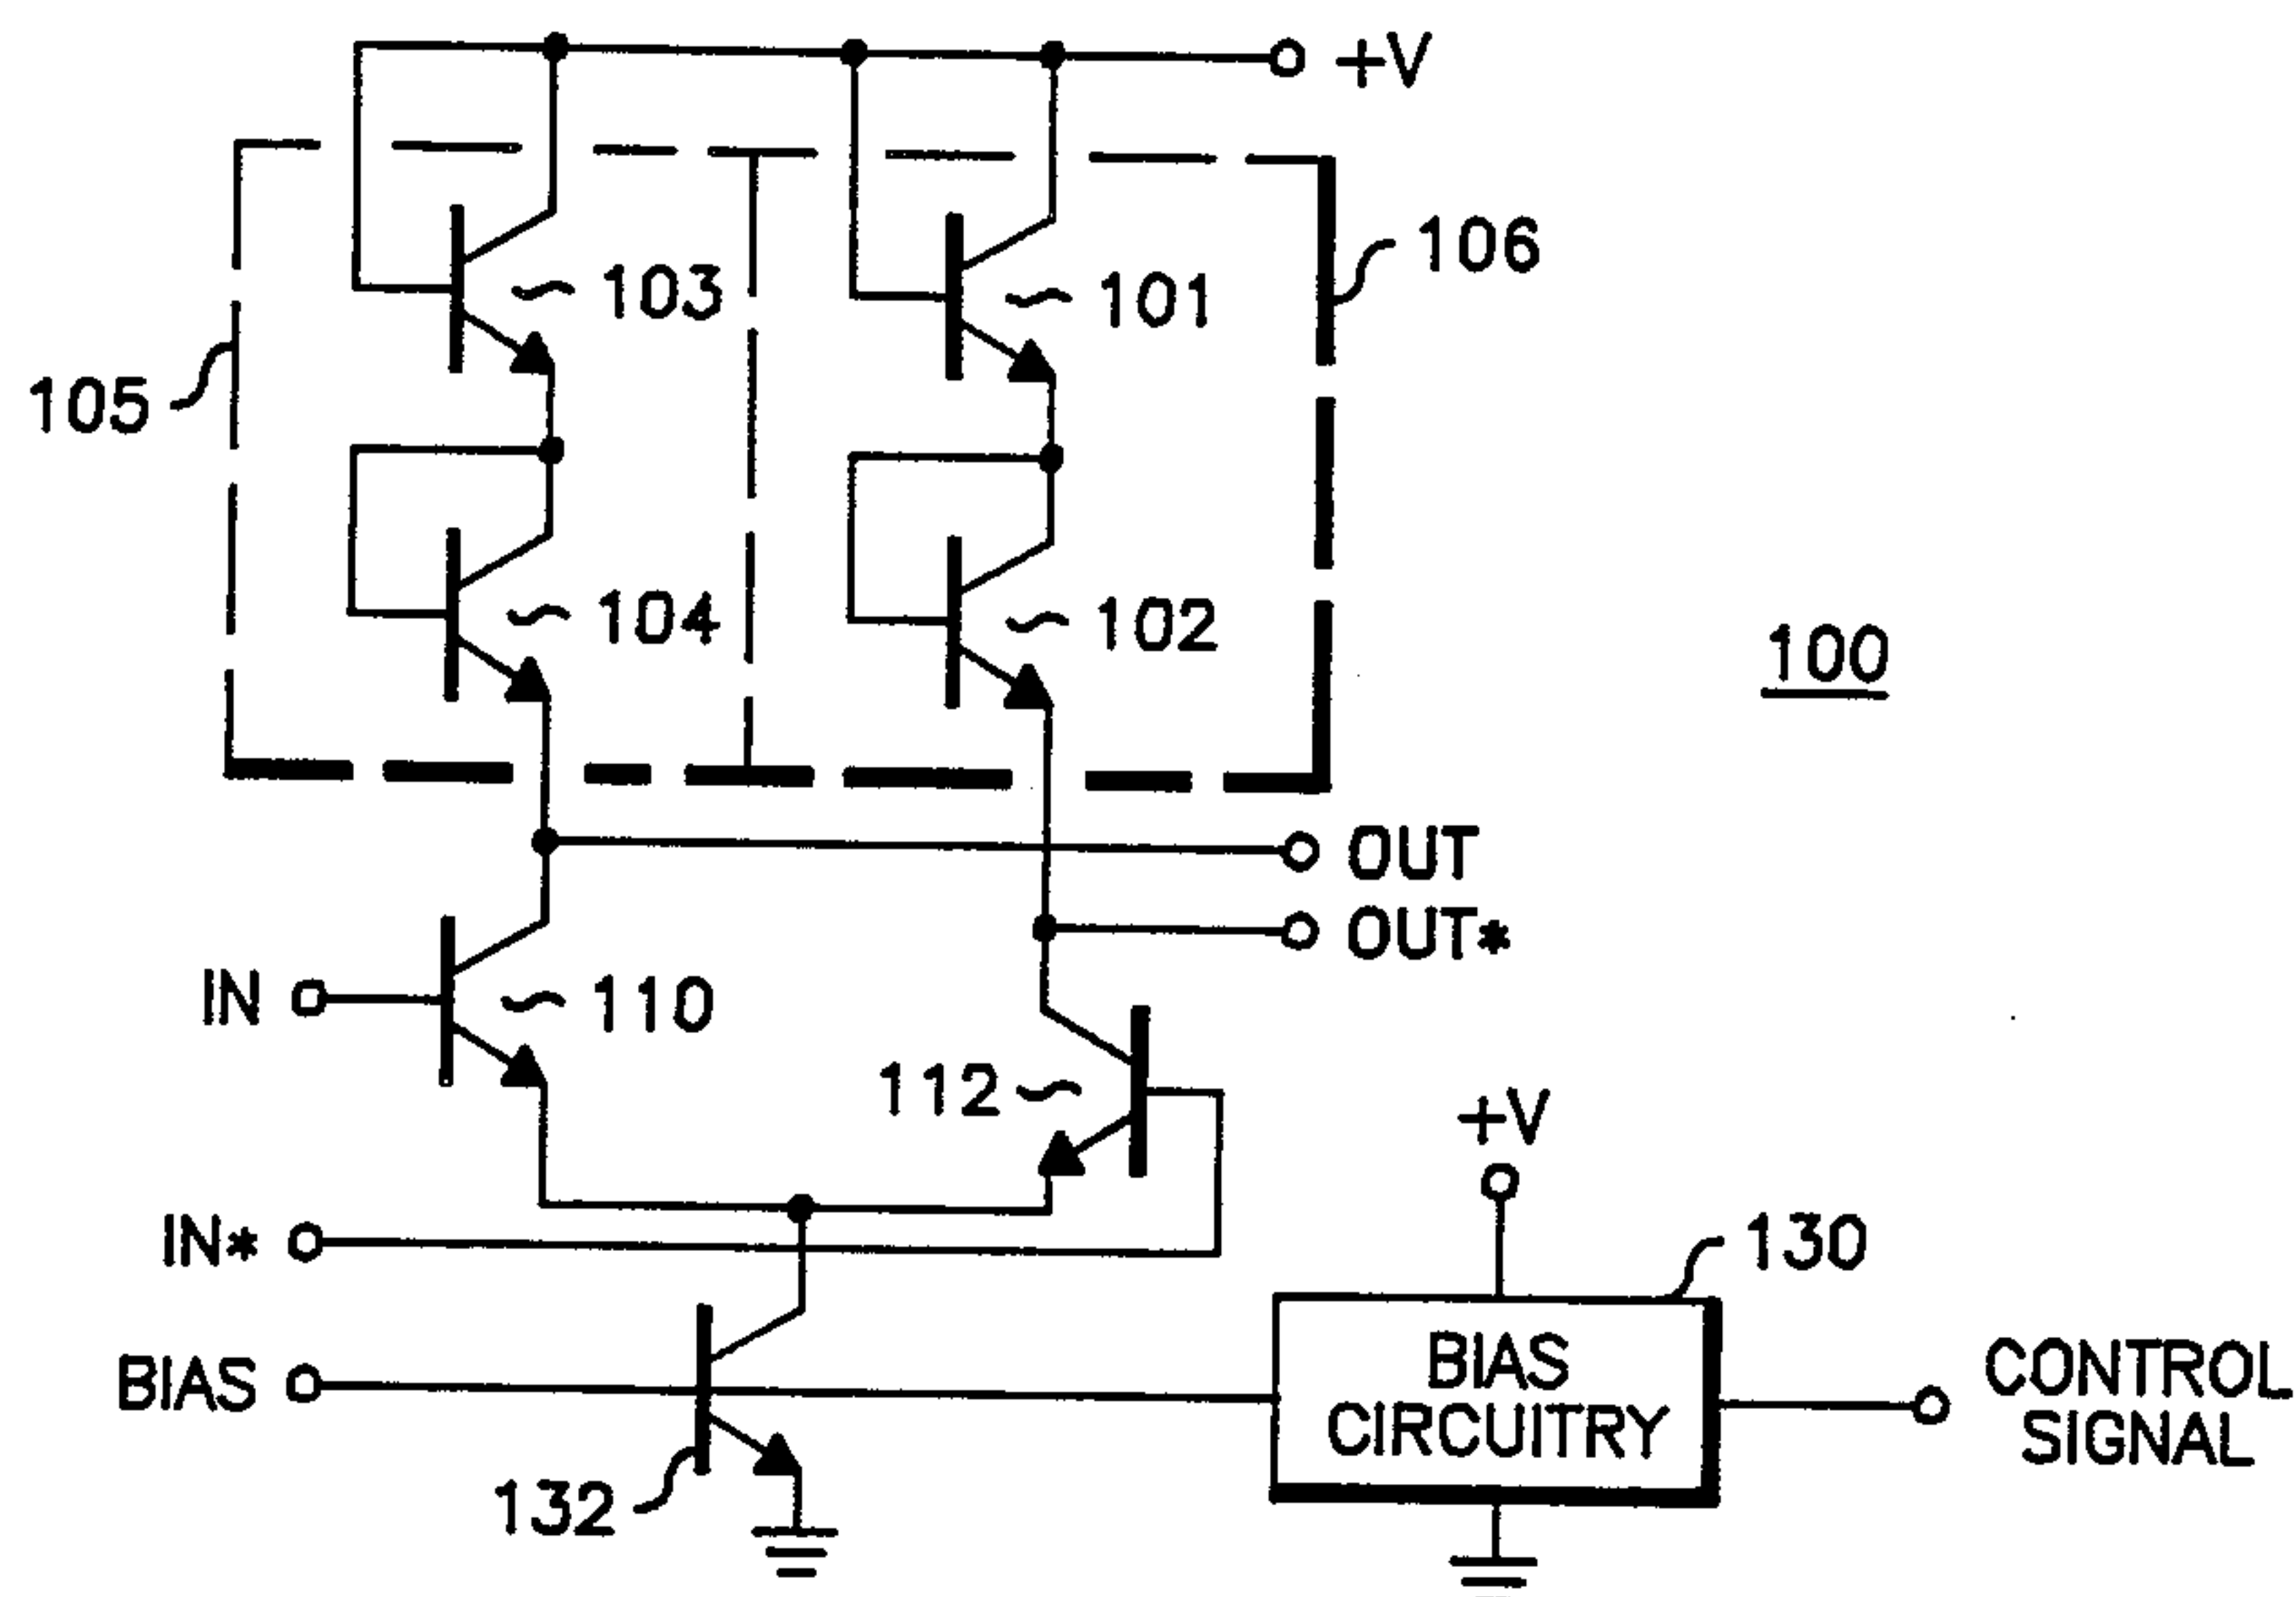 +V
106
103
101
105
104
102
100
OUT
OUT*
IN
110
112
+V
IN*
130
BIAS
BIAS
CIRCUITRY
CONTROL
SIGNAL
132